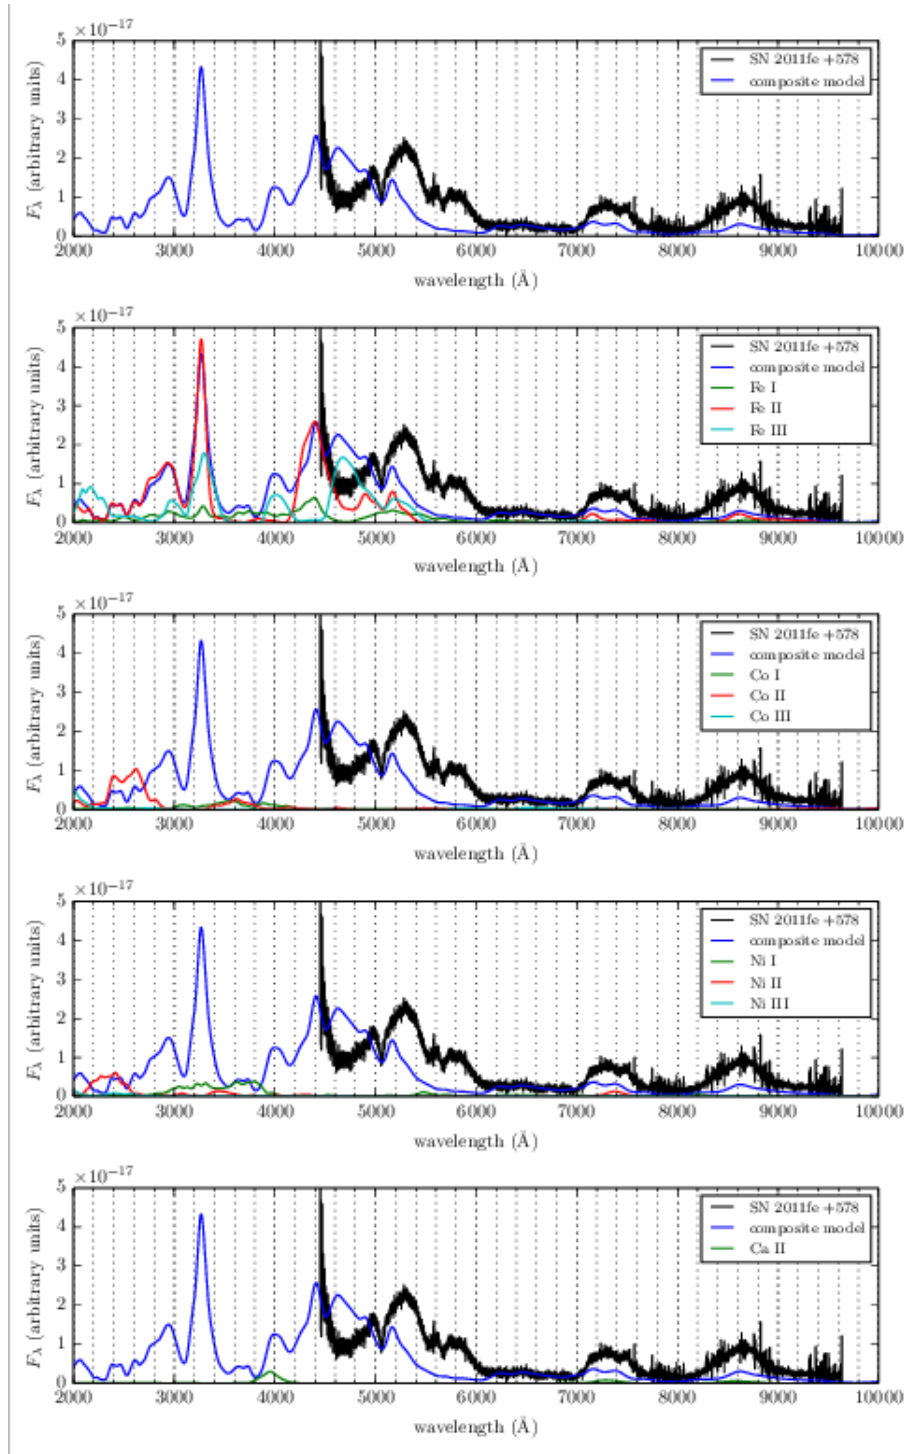 ×10−17
5
4
3
2
1
0
Fλ (arbitrary units)
SN 2011fe +578
composite model
2000 3000 4000 5000 6000 7000 8000 9000 10000
wavelength (Å)
×10−17
5
4
3
2
1
0
Fλ (arbitrary units)
SN 2011fe +578
composite model
Fe I
Fe II
Fe III
2000 3000 4000 5000 6000 7000 8000 9000 10000
wavelength (Å)
×10−17
5
4
3
2
1
0
Fλ (arbitrary units)
SN 2011fe +578
composite model
Co I
Co II
Co III
2000 3000 4000 5000 6000 7000 8000 9000 10000
wavelength (Å)
×10−17
5
4
3
2
1
0
Fλ (arbitrary units)
SN 2011fe +578
composite model
Ni I
Ni II
Ni III
2000 3000 4000 5000 6000 7000 8000 9000 10000
wavelength (Å)
×10−17
5
4
3
2
1
0
Fλ (arbitrary units)
SN 2011fe +578
composite model
Ca II
2000 3000 4000 5000 6000 7000 8000 9000 10000
wavelength (Å)